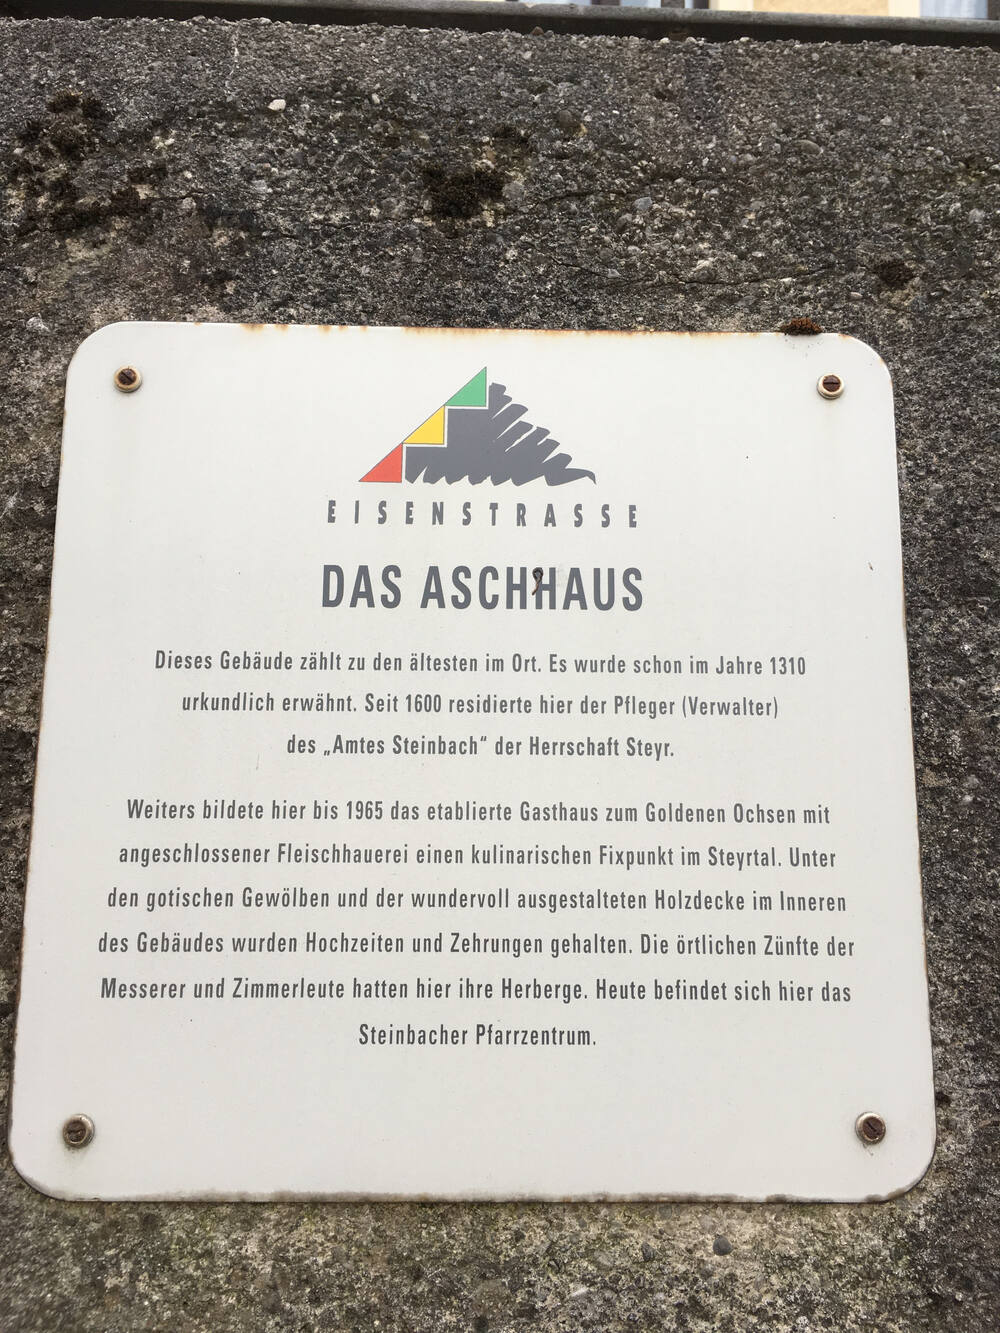 EISENSTRASSE
DAS ASCHHAUS
Dieses Gebäude zählt zu den ältesten im Ort. Es wurde schon im Jahre 1310
urkundlich erwähnt. Seit 1600 residierte hier der Pfleger (Verwalter)
des „Amtes Steinbach“ der Herrschaft Steyr.
Weiters bildete hier bis 1965 das etablierte Gasthaus zum Goldenen Ochsen mit
angeschlossener Fleischhauerei einen kulinarischen Fixpunkt im Steyrtal. Unter
den gotischen Gewölben und der wundervoll ausgestalteten Holzdecke im Inneren
des Gebäudes wurden Hochzeiten und Zehrungen gehalten. Die örtlichen Zünfte der
Messerer und Zimmerleute hatten hier ihre Herberge. Heute befindet sich hier das
Steinbacher Pfarrzentrum.